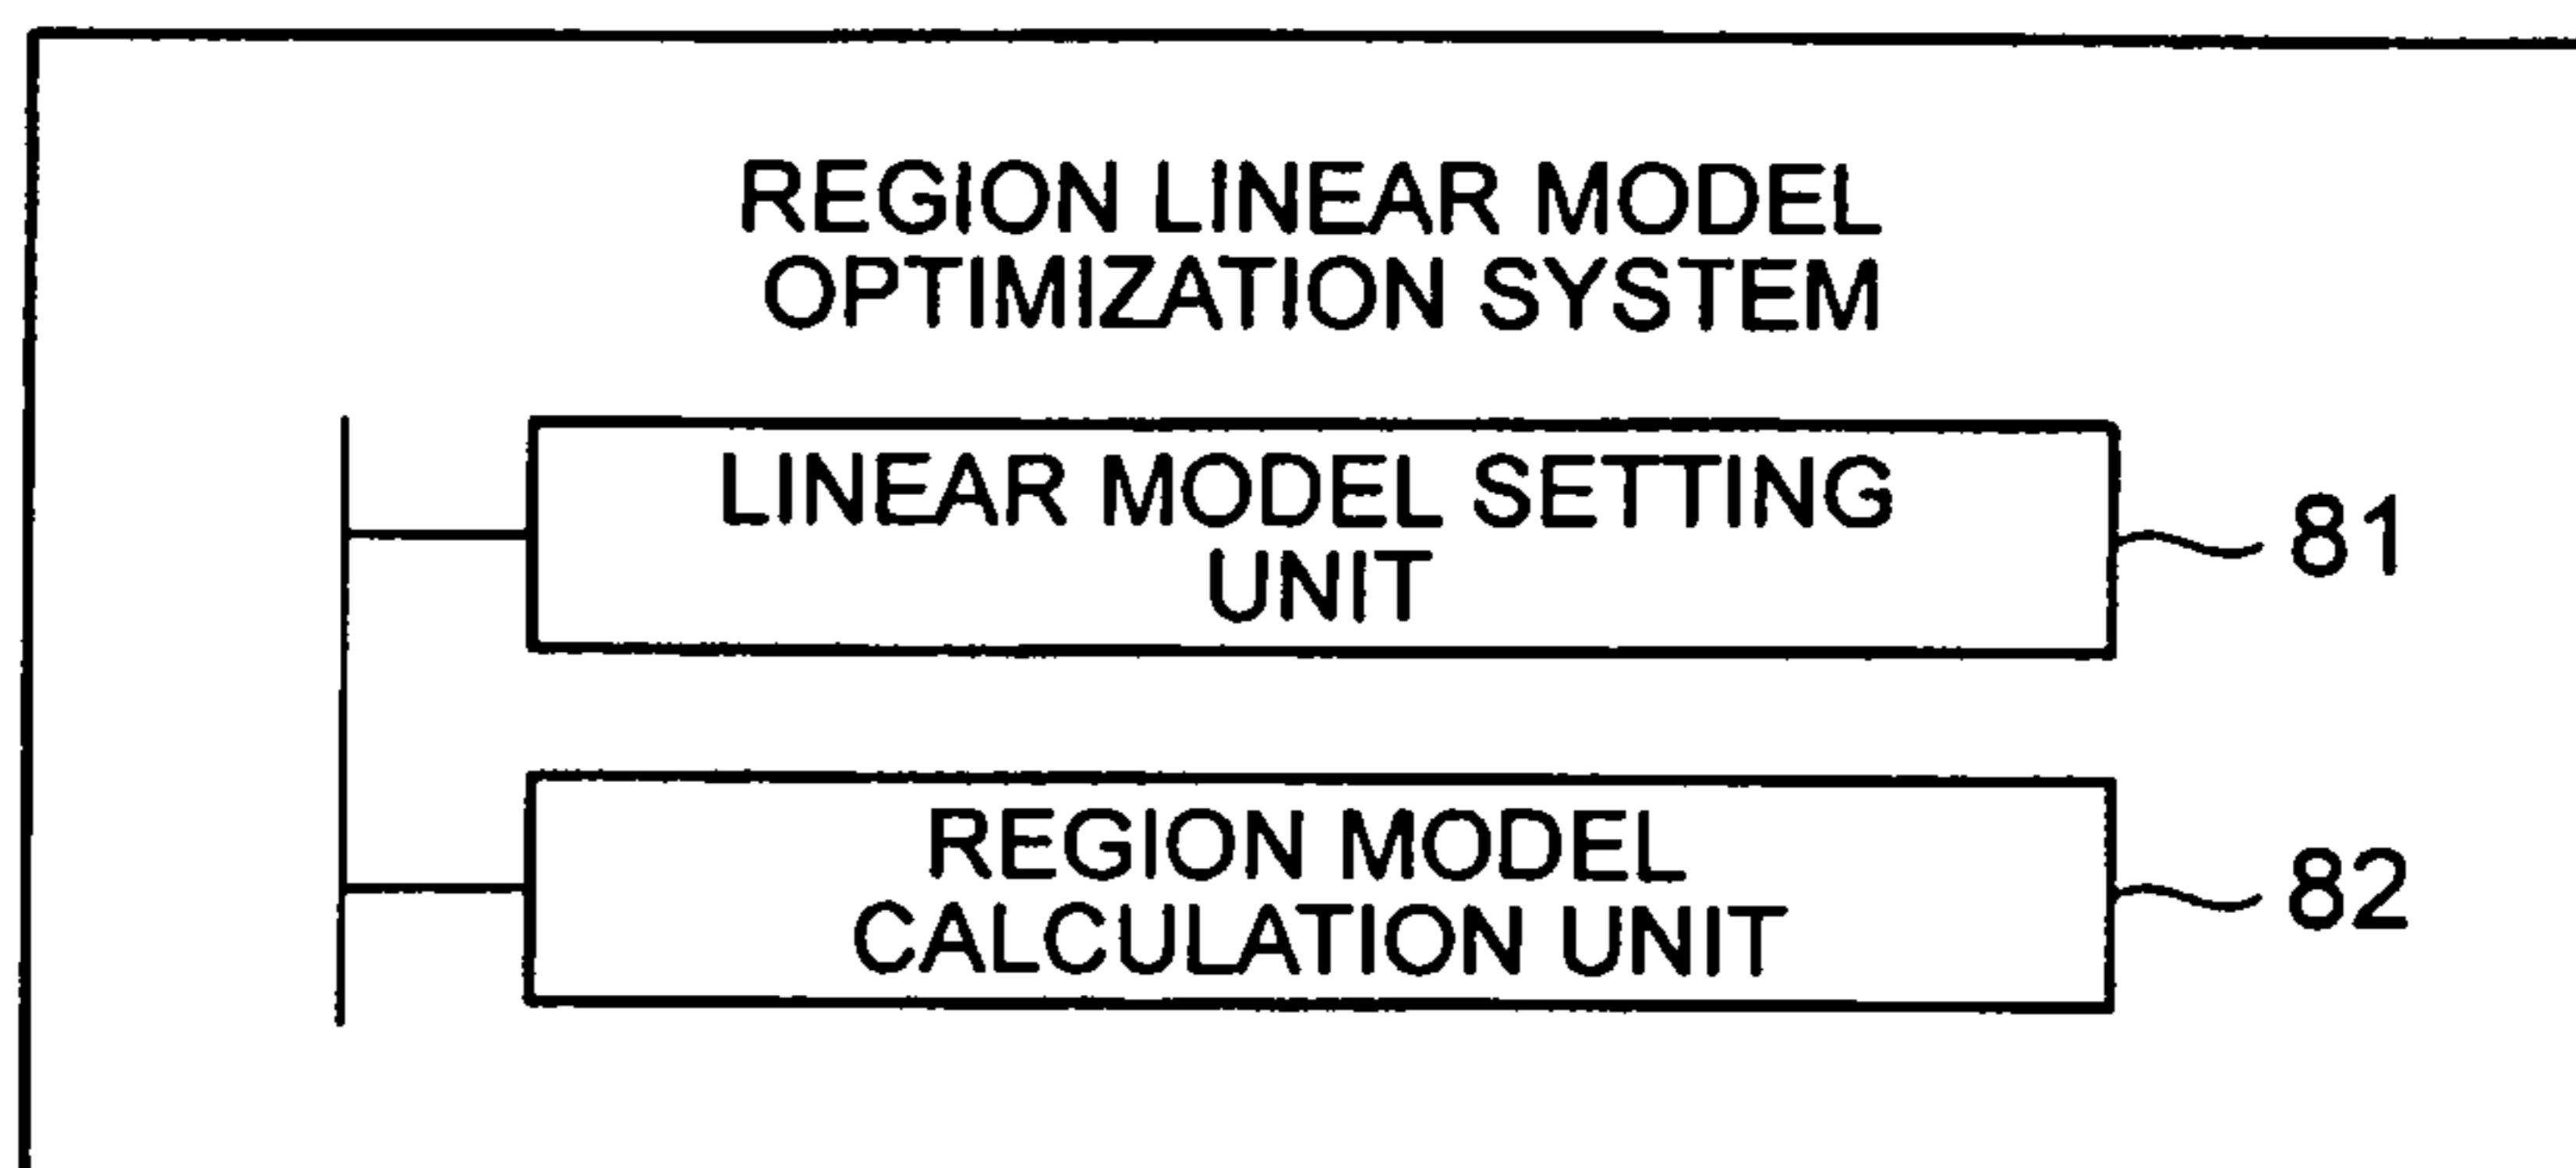 REGION LINEAR MODEL
OPTIMIZATION SYSTEM
LINEAR MODEL SETTING
UNIT
81
REGION MODEL
CALCULATION UNIT
82